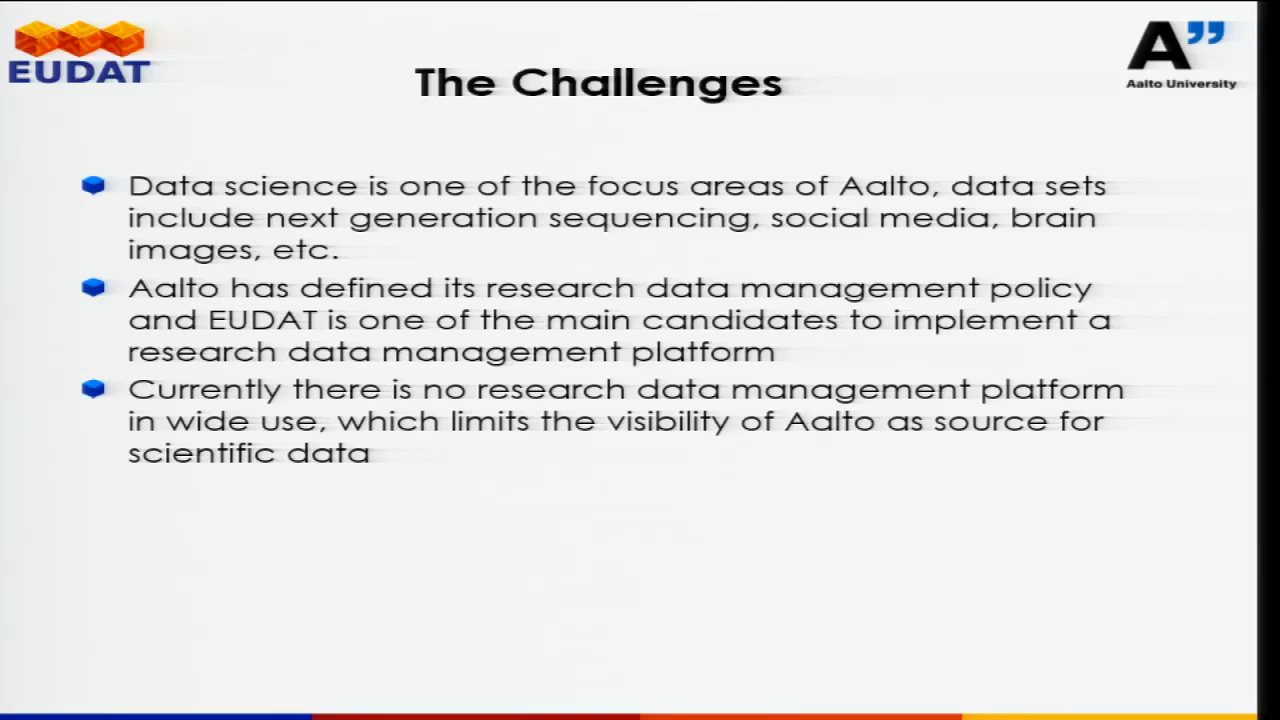 EUDAT
A”
Aalto University
The Challenges
Data science is one of the focus areas of Aalto, data sets
include next generation sequencing, social media, brain
images, etc.
Aalto has defined its research data management policy
and EUDAT is one of the main candidates to implement a
research data management platform
Currently there is no research data management platform
in wide use, which limits the visibility of Aalto as source for
scientific data